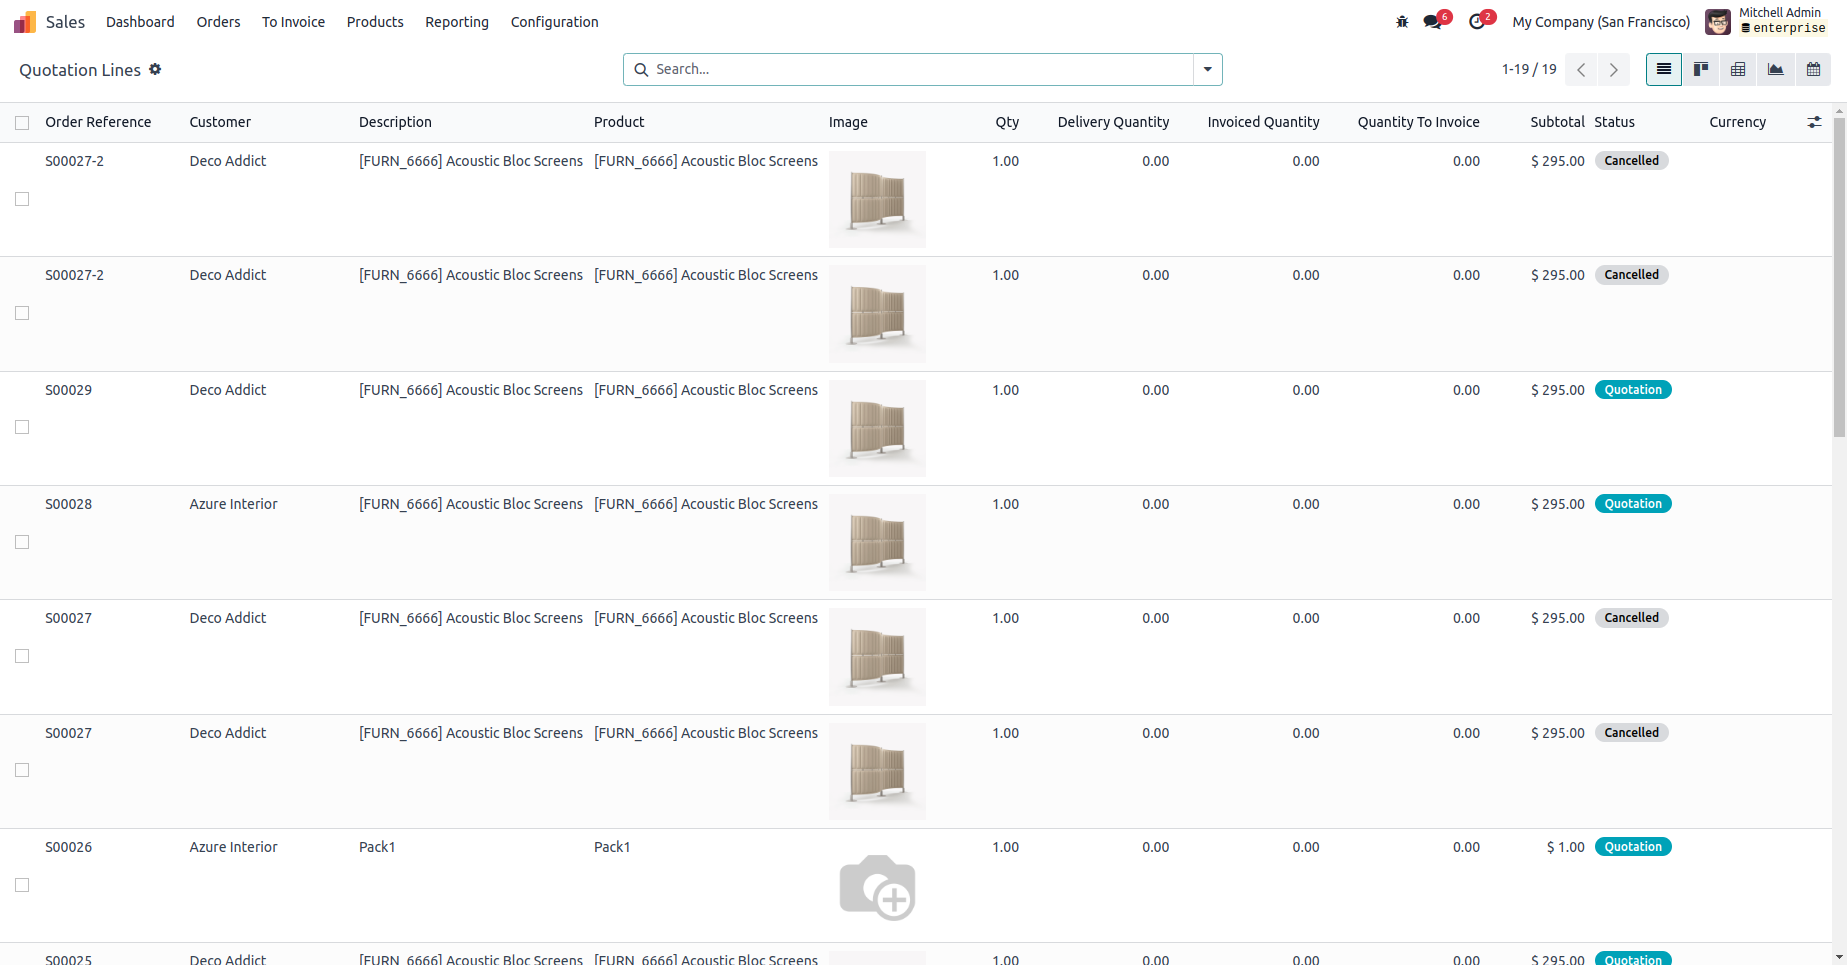 Sales Dashboard Orders To Invoice Products Reporting Configuration 6 2 My Company (San Francisco) Mitchell Admin
enterprise
Quotation Lines Search... 1-19 / 19
Order Reference Customer Description Product Image Qty Delivery Quantity Invoiced Quantity Quantity To Invoice Subtotal Status Currency
S00027-2 Deco Addict [FURN_6666] Acoustic Bloc Screens [FURN_6666] Acoustic Bloc Screens 1.00 0.00 0.00 0.00 $ 295.00 Cancelled
S00027-2 Deco Addict [FURN_6666] Acoustic Bloc Screens [FURN_6666] Acoustic Bloc Screens 1.00 0.00 0.00 0.00 $ 295.00 Cancelled
S00029 Deco Addict [FURN_6666] Acoustic Bloc Screens [FURN_6666] Acoustic Bloc Screens 1.00 0.00 0.00 0.00 $ 295.00 Quotation
S00028 Azure Interior [FURN_6666] Acoustic Bloc Screens [FURN_6666] Acoustic Bloc Screens 1.00 0.00 0.00 0.00 $ 295.00 Quotation
S00027 Deco Addict [FURN_6666] Acoustic Bloc Screens [FURN_6666] Acoustic Bloc Screens 1.00 0.00 0.00 0.00 $ 295.00 Cancelled
S00027 Deco Addict [FURN_6666] Acoustic Bloc Screens [FURN_6666] Acoustic Bloc Screens 1.00 0.00 0.00 0.00 $ 295.00 Cancelled
S00026 Azure Interior Pack1 Pack1 1.00 0.00 0.00 0.00 $ 1.00 Quotation
S00025 Deco Addict [FURN_6666] Acoustic Bloc Screens [FURN_6666] Acoustic Bloc Screens 1.00 0.00 0.00 0.00 $ 295.00 Quotation